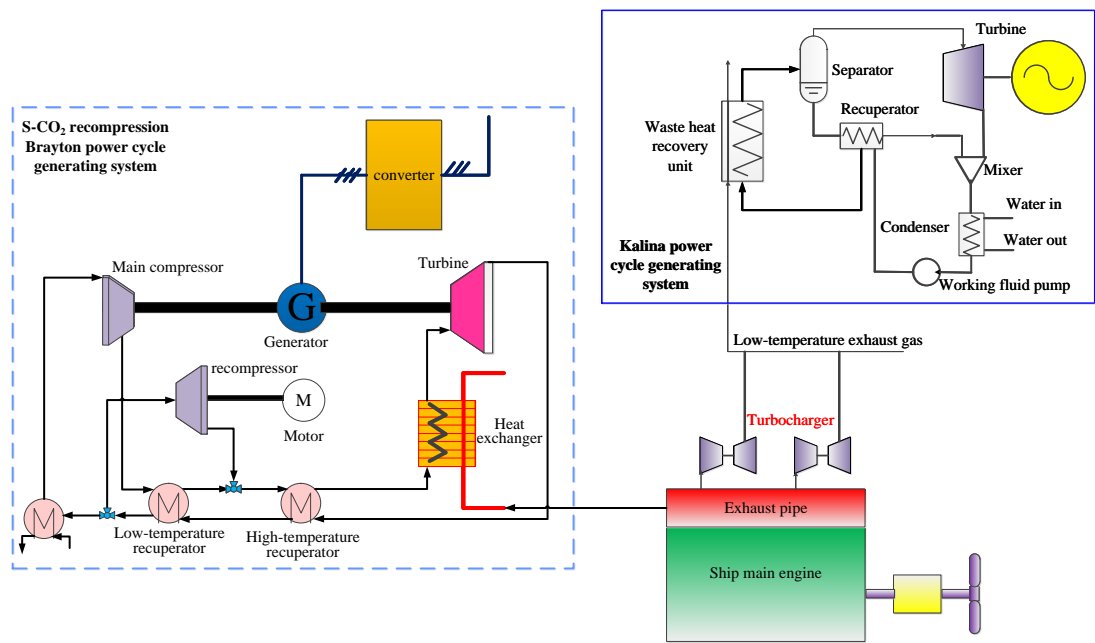 S-CO₂ recompression
Brayton power cycle
generating system
converter
Main compressor
Turbine
G
Generator
recompressor
M
Motor
Heat
exchanger
M
M
M
Low-temperature
recuperator
High-temperature
recuperator
Turbine
Separator
Recuperator
Waste heat
recovery
unit
Mixer
Water in
Condenser
Water out
Kalina power
cycle generating
system
Working fluid pump
Low-temperature exhaust gas
Turbocharger
Exhaust pipe
Ship main engine